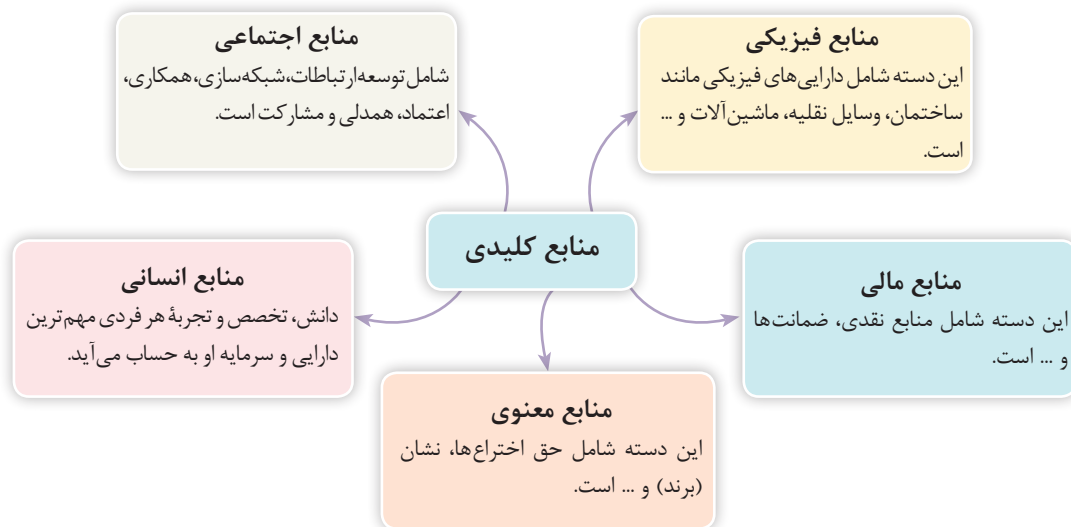 منابع فیزیکی
این دسته شامل دارایی‌های فیزیکی مانند
ساختمان، وسایل نقلیه، ماشین‌آلات و ...
است.
منابع اجتماعی
شامل توسعه ارتباطات، شبکه‌سازی، همکاری،
اعتماد، همدلی و مشارکت است.
منابع کلیدی
منابع مالی
این دسته شامل منابع نقدی، ضمانت‌ها
و ... است.
منابع انسانی
دانش، تخصص و تجربهٔ هر فردی مهم‌ترین
دارایی و سرمایه او به حساب می‌آید.
منابع معنوی
این دسته شامل حق اختراع‌ها، نشان
(برند) و ... است.